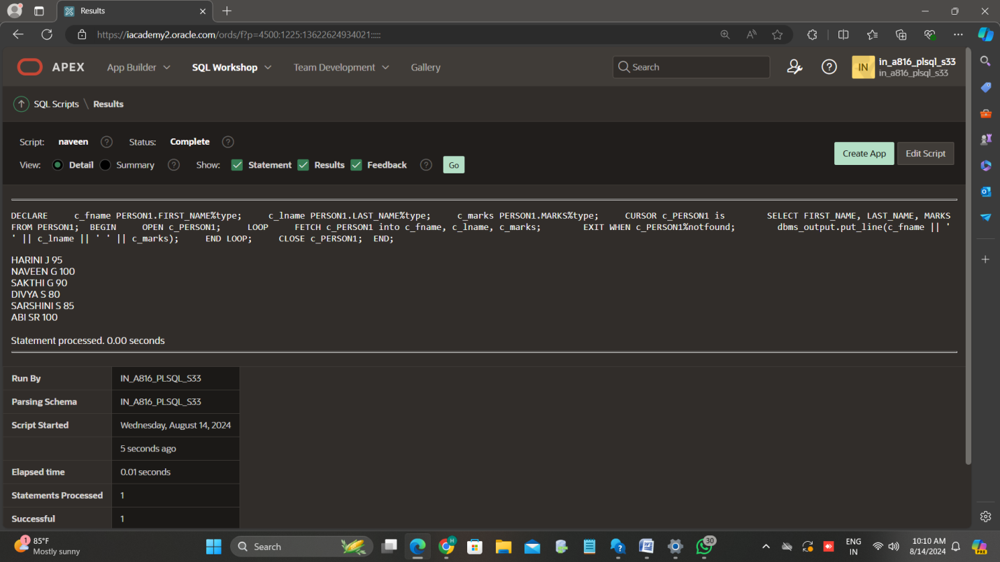 Results
https://iacademy2.oracle.com/ords/f?p=4500:1225:13622624934021:::::
APEX App Builder SQL Workshop Team Development Gallery Search IN in_a816_plsql_s33
in_a816_plsql_s33
SQL Scripts \ Results
Script: naveen ? Status: Complete ?
View: Detail Summary ? Show: Statement Results Feedback ? Go Create App Edit Script
DECLARE c_fname PERSON1.FIRST_NAME%type; c_lname PERSON1.LAST_NAME%type; c_marks PERSON1.MARKS%type; CURSOR c_PERSON1 is SELECT FIRST_NAME, LAST_NAME, MARKS
FROM PERSON1; BEGIN OPEN c_PERSON1; LOOP FETCH c_PERSON1 into c_fname, c_lname, c_marks; EXIT WHEN c_PERSON1%notfound; dbms_output.put_line(c_fname || '
' || c_lname || ' ' || c_marks); END LOOP; CLOSE c_PERSON1; END;
HARINI J 95
NAVEEN G 100
SAKTHI G 90
DIVYA S 80
SARSHINI S 85
ABI SR 100
Statement processed. 0.00 seconds
Run By IN_A816_PLSQL_S33
Parsing Schema IN_A816_PLSQL_S33
Script Started Wednesday, August 14, 2024
5 seconds ago
Elapsed time 0.01 seconds
Statements Processed 1
Successful 1
1 85°F
Mostly sunny
Search
H
30
ENG
IN
10:10 AM
8/14/2024
PRE